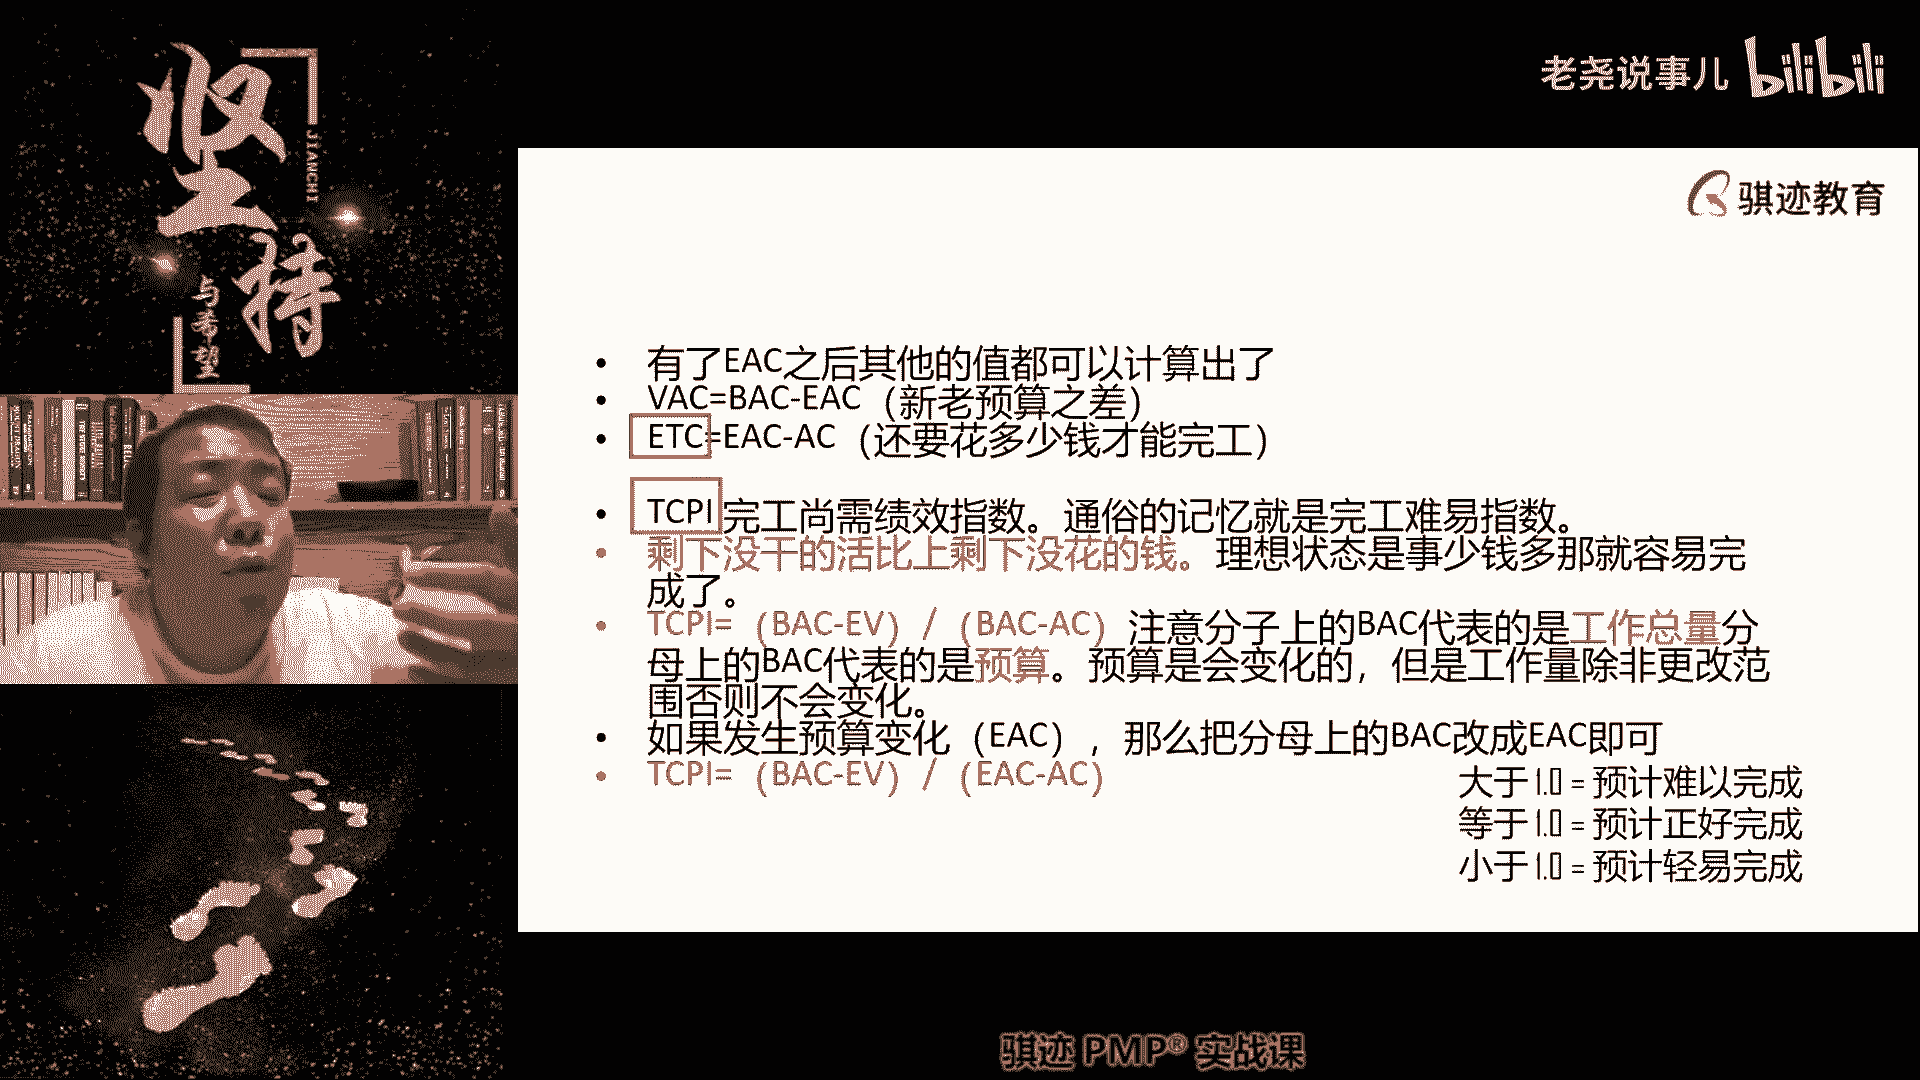 坚持
JIANCHI
与希望
老尧说事儿 bilibili
骐迹教育
有了EAC之后其他的值都可以计算出了
VAC=BAC-EAC（新老预算之差）
ETC=EAC-AC（还要花多少钱才能完工）
TCPI 完工尚需绩效指数。通俗的记忆就是完工难易指数。
剩下没干的活比上剩下没花的钱。理想状态是事少钱多那就容易完
成了。
TCPI=（BAC-EV）/（BAC-AC）注意分子上的BAC代表的是工作总量分
母上的BAC代表的是预算。预算是会变化的，但是工作量除非更改范
围否则不会变化。
如果发生预算变化（EAC），那么把分母上的BAC改成EAC即可
TCPI=（BAC-EV）/（EAC-AC）
大于1.0 = 预计难以完成
等于1.0 = 预计正好完成
小于1.0 = 预计轻易完成
骐迹 PMP® 实战课